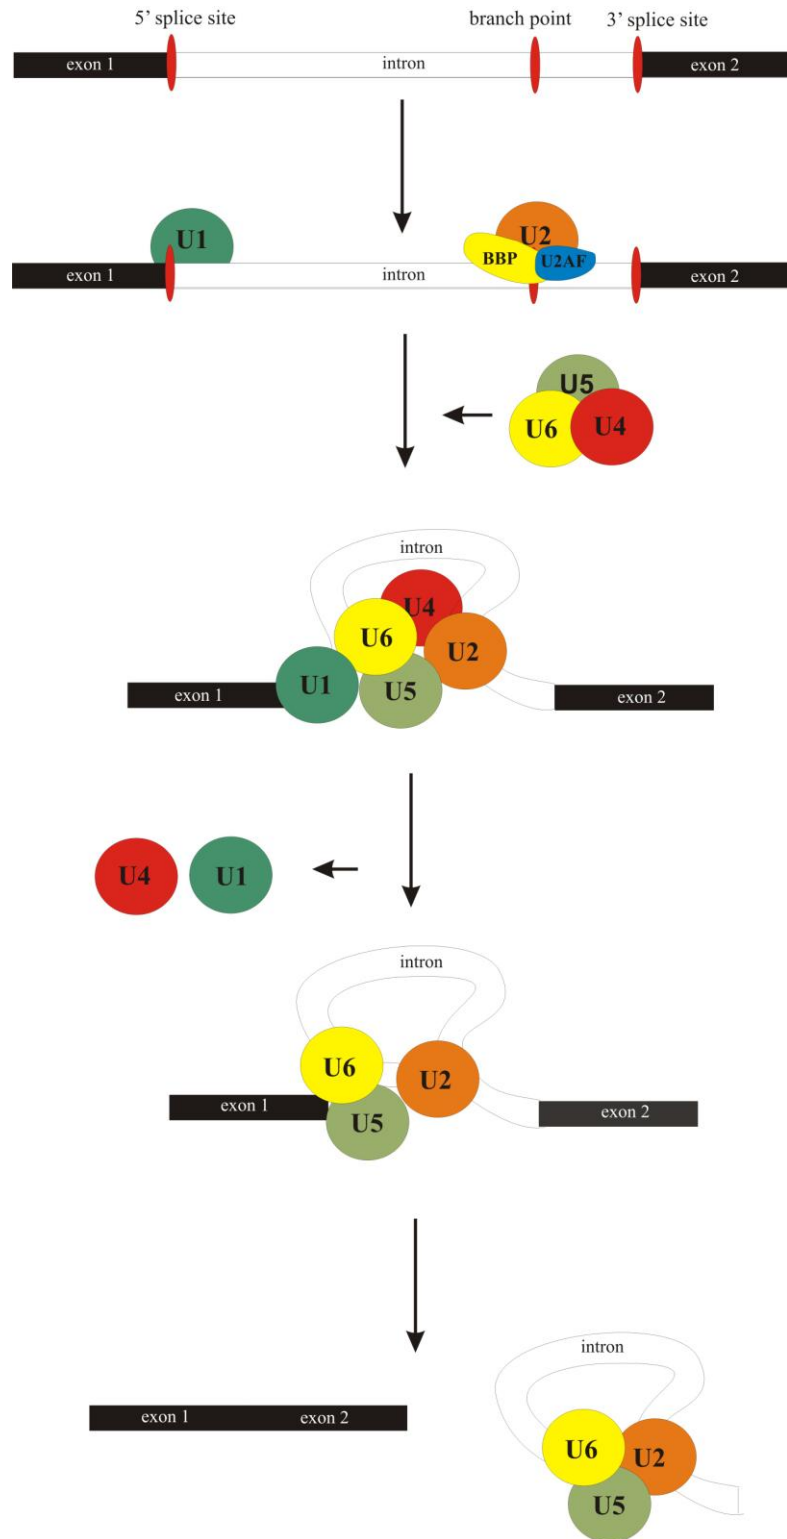 5’ splice site branch point 3’ splice site
exon 1 intron exon 2
U1 U2
BBP U2AF
exon 1 intron exon 2
U5
U6 U4
intron
U4
U6 U2
U1 U5
exon 1 exon 2
U4 U1
intron
U6 U2
exon 1 U5 exon 2
intron
exon 1 exon 2
U6 U2
U5